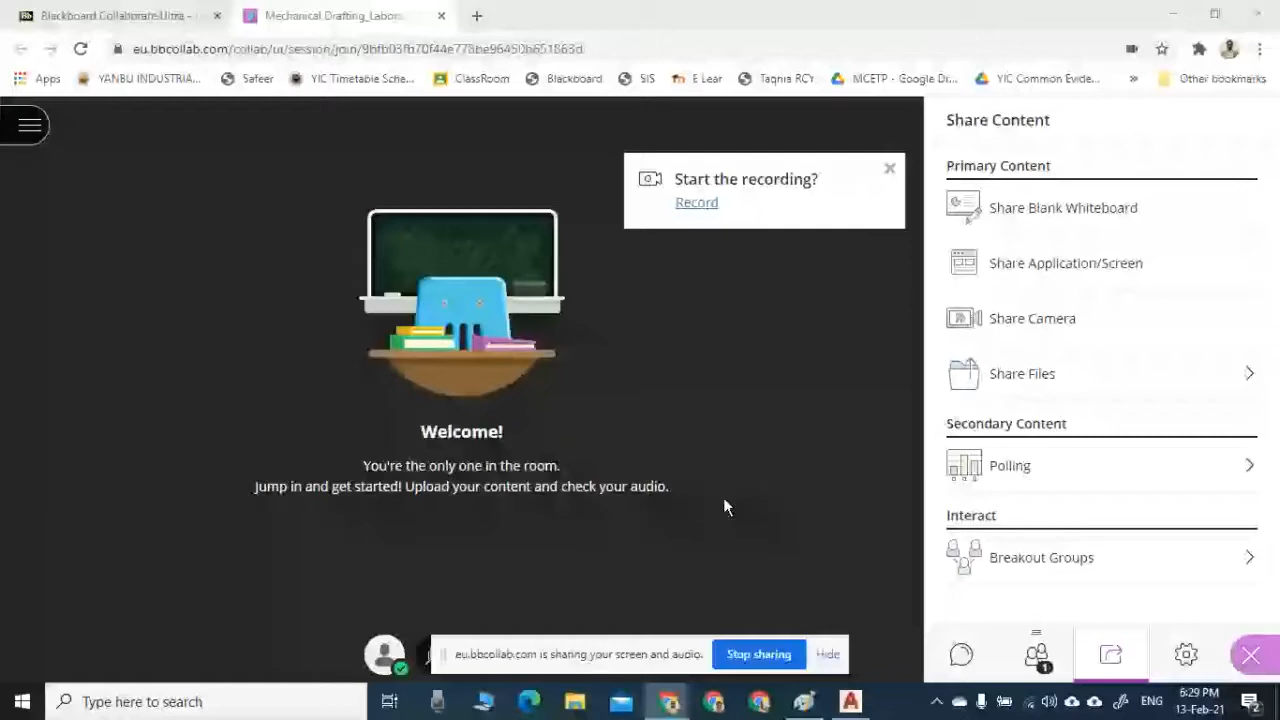 Blackboard Collaborate Ultra -
Mechanical_Drafting_Labora
eu.bbcollab.com/collab/ui/session/join/
Apps
YANBU INDUSTRIA...
Safeer
YIC Timetable Sche...
ClassRoom
Blackboard
SIS
E Learn
Taqnia RCY
MCETP - Google Dri...
YIC Common Evide...
»
Other bookmarks
Start the recording?
Record
Welcome!
You're the only one in the room.
Jump in and get started! Upload your content and check your audio.
Share Content
Primary Content
Share Blank Whiteboard
Share Application/Screen
Share Camera
Share Files
Secondary Content
Polling
Interact
Breakout Groups
1
eu.bbcollab.com is sharing your screen and audio.
Stop sharing
Hide
Type here to search
ENG
6:29 PM
13-Feb-21
2